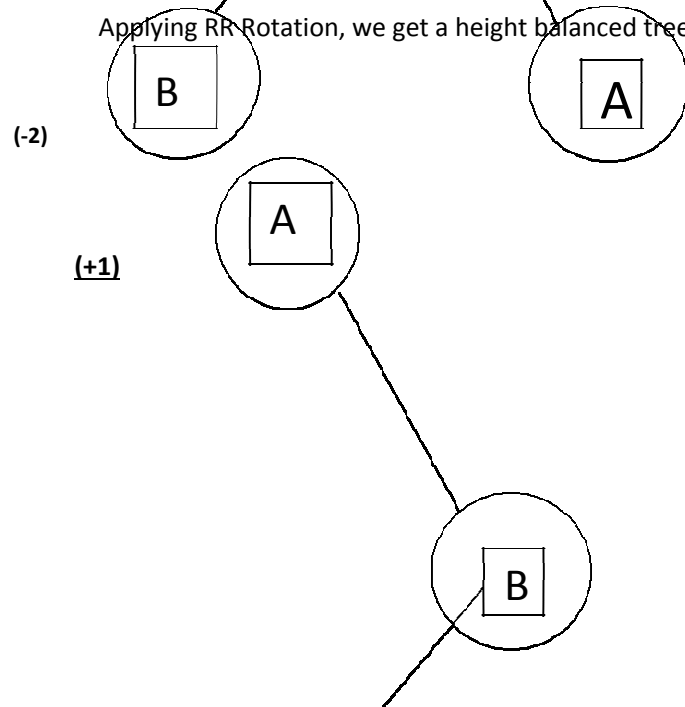 Applying RR Rotation, we get a height balanced tree
B
A
(-2)
A
(+1)
B